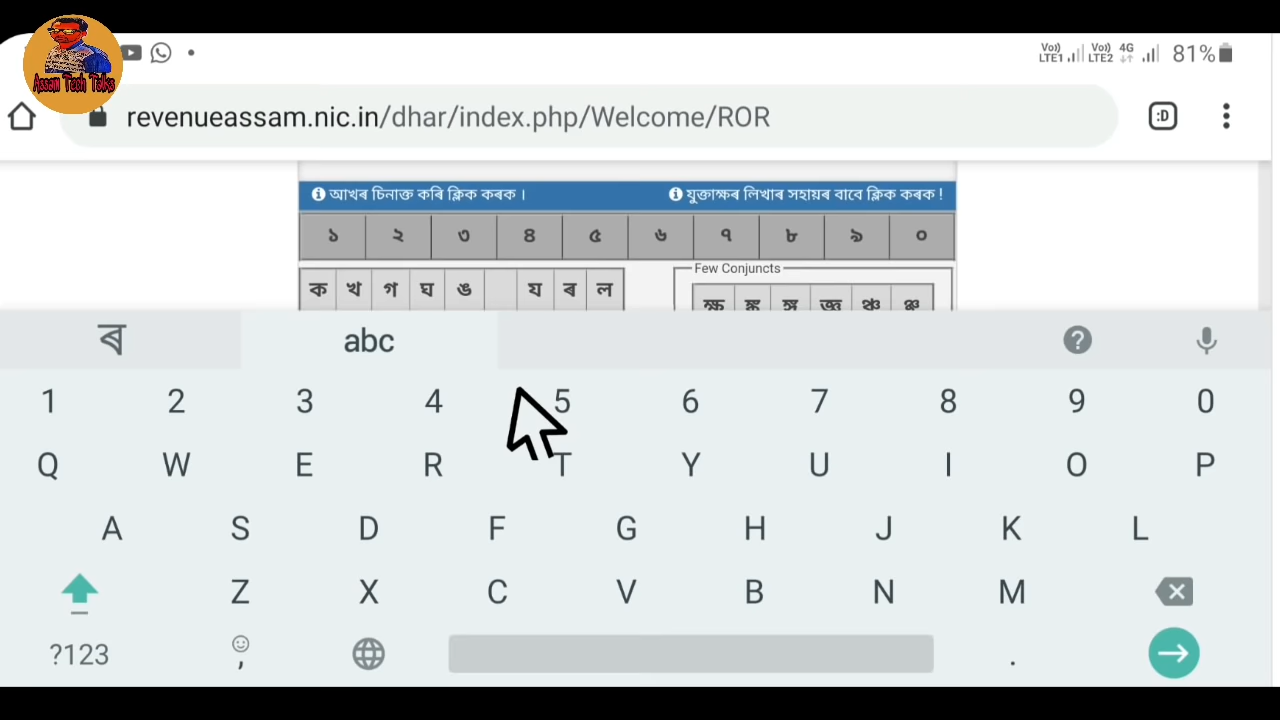 Assam Tech Talks
Vo) LTE1 Vo) LTE2 4G 81%
revenueassam.nic.in/dhar/index.php/Welcome/ROR :D
আখৰ চিনাক্ত কৰি ক্লিক কৰক । যুক্তাক্ষৰ লিখাৰ সহায়ৰ বাবে ক্লিক কৰক !
১ ২ ৩ ৪ ৫ ৬ ৭ ৮ ৯ ০
Few Conjuncts
ক খ গ ঘ ঙ য ৰ ল
ক্ষ ঙ্ক ঙ্গ জ্ঞ ঞ্চ ঞ্ছ
ৰ abc ?
1 2 3 4 5 6 7 8 9 0
Q W E R T Y U I O P
A S D F G H J K L
Z X C V B N M
?123 , .